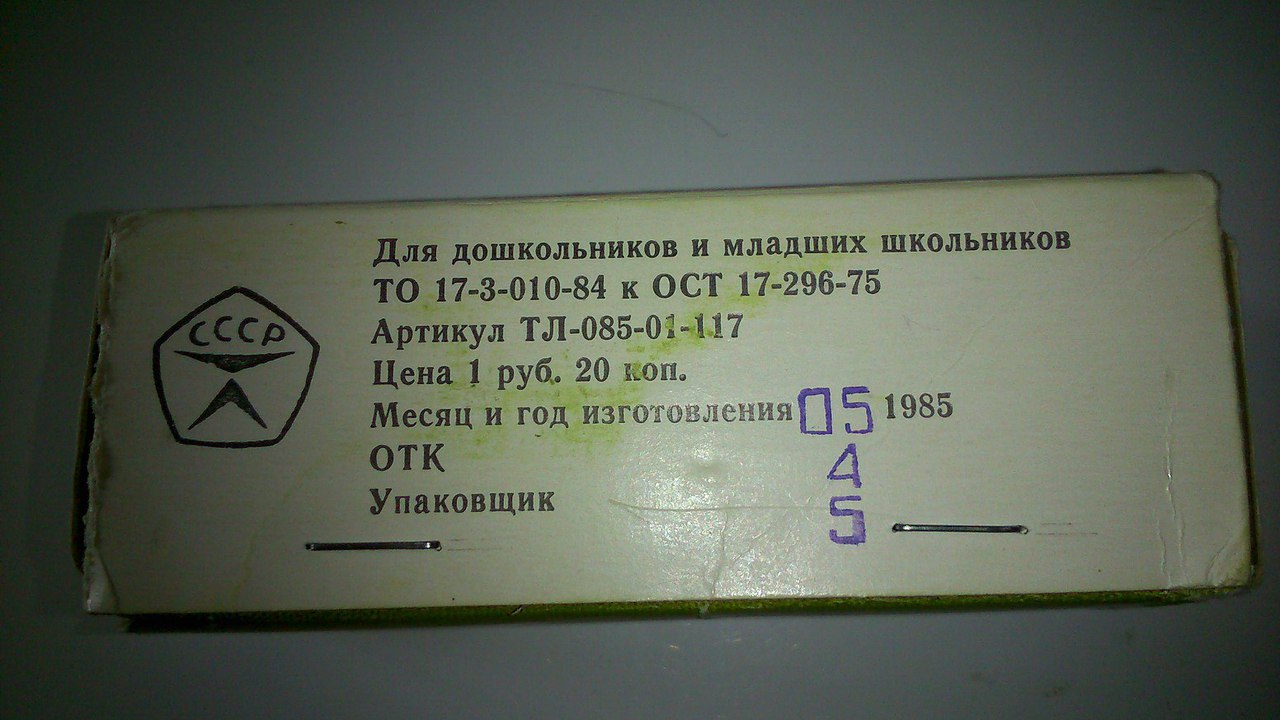 СССР
Для дошкольников и младших школьников
ТО 17-3-010-84 к ОСТ 17-296-75
Артикул ТЛ-085-01-117
Цена 1 руб. 20 коп.
Месяц и год изготовления 05 1985
ОТК 4
Упаковщик 5